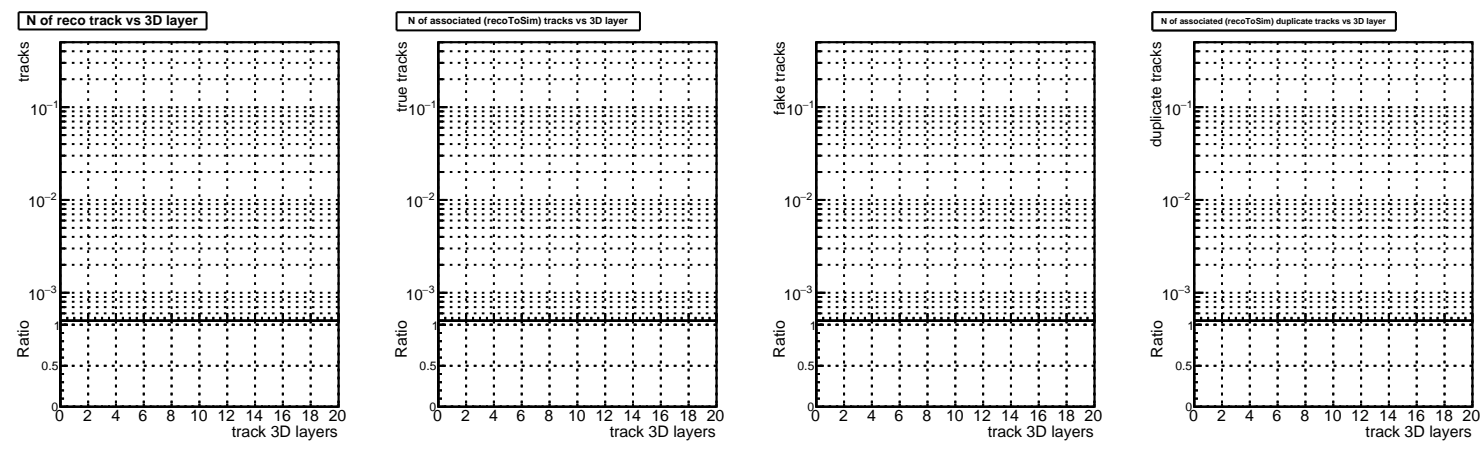 N of reco track vs 3D layer
tracks
10⁻¹
10⁻²
10⁻³
Ratio
1
0.5
0
0 2 4 6 8 10 12 14 16 18 20
track 3D layers
N of associated (recoToSim) tracks vs 3D layer
true tracks
10⁻¹
10⁻²
10⁻³
Ratio
1
0.5
0
0 2 4 6 8 10 12 14 16 18 20
track 3D layers
fake tracks
10⁻¹
10⁻²
10⁻³
Ratio
1
0.5
0
0 2 4 6 8 10 12 14 16 18 20
track 3D layers
N of associated (recoToSim) duplicate tracks vs 3D layer
duplicate tracks
10⁻¹
10⁻²
10⁻³
Ratio
1
0.5
0
0 2 4 6 8 10 12 14 16 18 20
track 3D layers